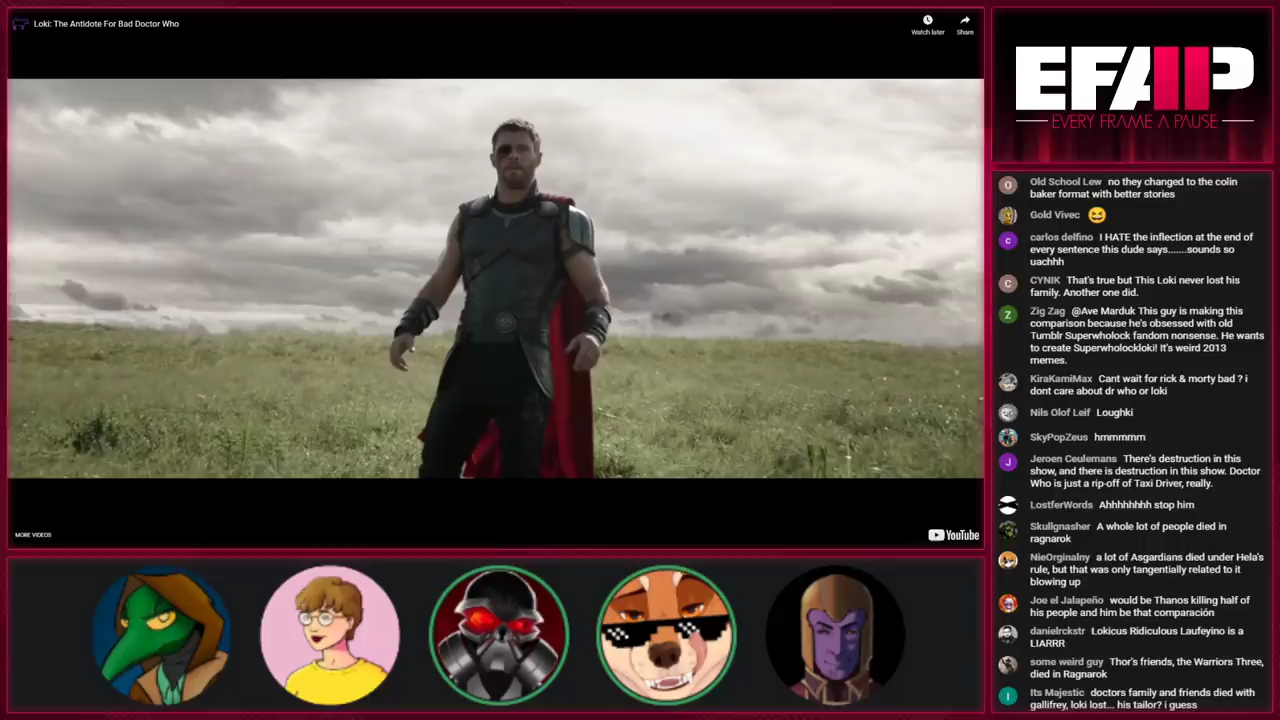 Loki: The Antidote For Bad Doctor Who
Watch later
Share
MORE VIDEOS
YouTube
EFAP
EVERY FRAME A PAUSE
Old School Lew no they changed to the colin
baker format with better stories
Gold Vivec
carlos delfino I HATE the inflection at the end of
every sentence this dude says.......sounds so
uachhh
CYNIK That's true but This Loki never lost his
family. Another one did.
Zig Zag @Ave Marduk This guy is making this
comparison because he's obsessed with old
Tumblr Superwholock fandom nonsense. He wants
to create Superwholockloki! It's weird 2013
memes.
KiraKamiMax Cant wait for rick & morty bad ? i
dont care about dr who or loki
Nils Olof Leif Loughki
SkyPopZeus hmmmmm
Jeroen Ceulemans There's destruction in this
show, and there is destruction in this show. Doctor
Who is just a rip-off of Taxi Driver, really.
LostferWords Ahhhhhhh stop him
Skullgnasher A whole lot of people died in
ragnarok
NieOrginalny a lot of Asgardians died under Hela's
rule, but that was only tangentially related to it
blowing up
Joe el Jalapeño would be Thanos killing half of
his people and him be that comparación
danielrckstr Lokicus Ridiculous Laufeyino is a
LIARRR
some weird guy Thor's friends, the Warriors Three,
died in Ragnarok
Its Majestic doctors family and friends died with
gallifrey, loki lost... his tailor? i guess
O
C
C
Z
J
I